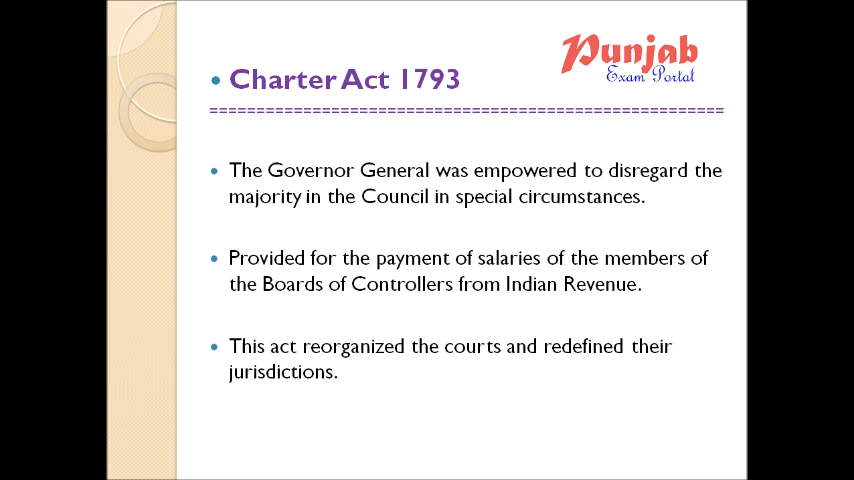 Punjab
Exam Portal
• Charter Act 1793
=======================================================
• The Governor General was empowered to disregard the
majority in the Council in special circumstances.
• Provided for the payment of salaries of the members of
the Boards of Controllers from Indian Revenue.
• This act reorganized the courts and redefined their
jurisdictions.